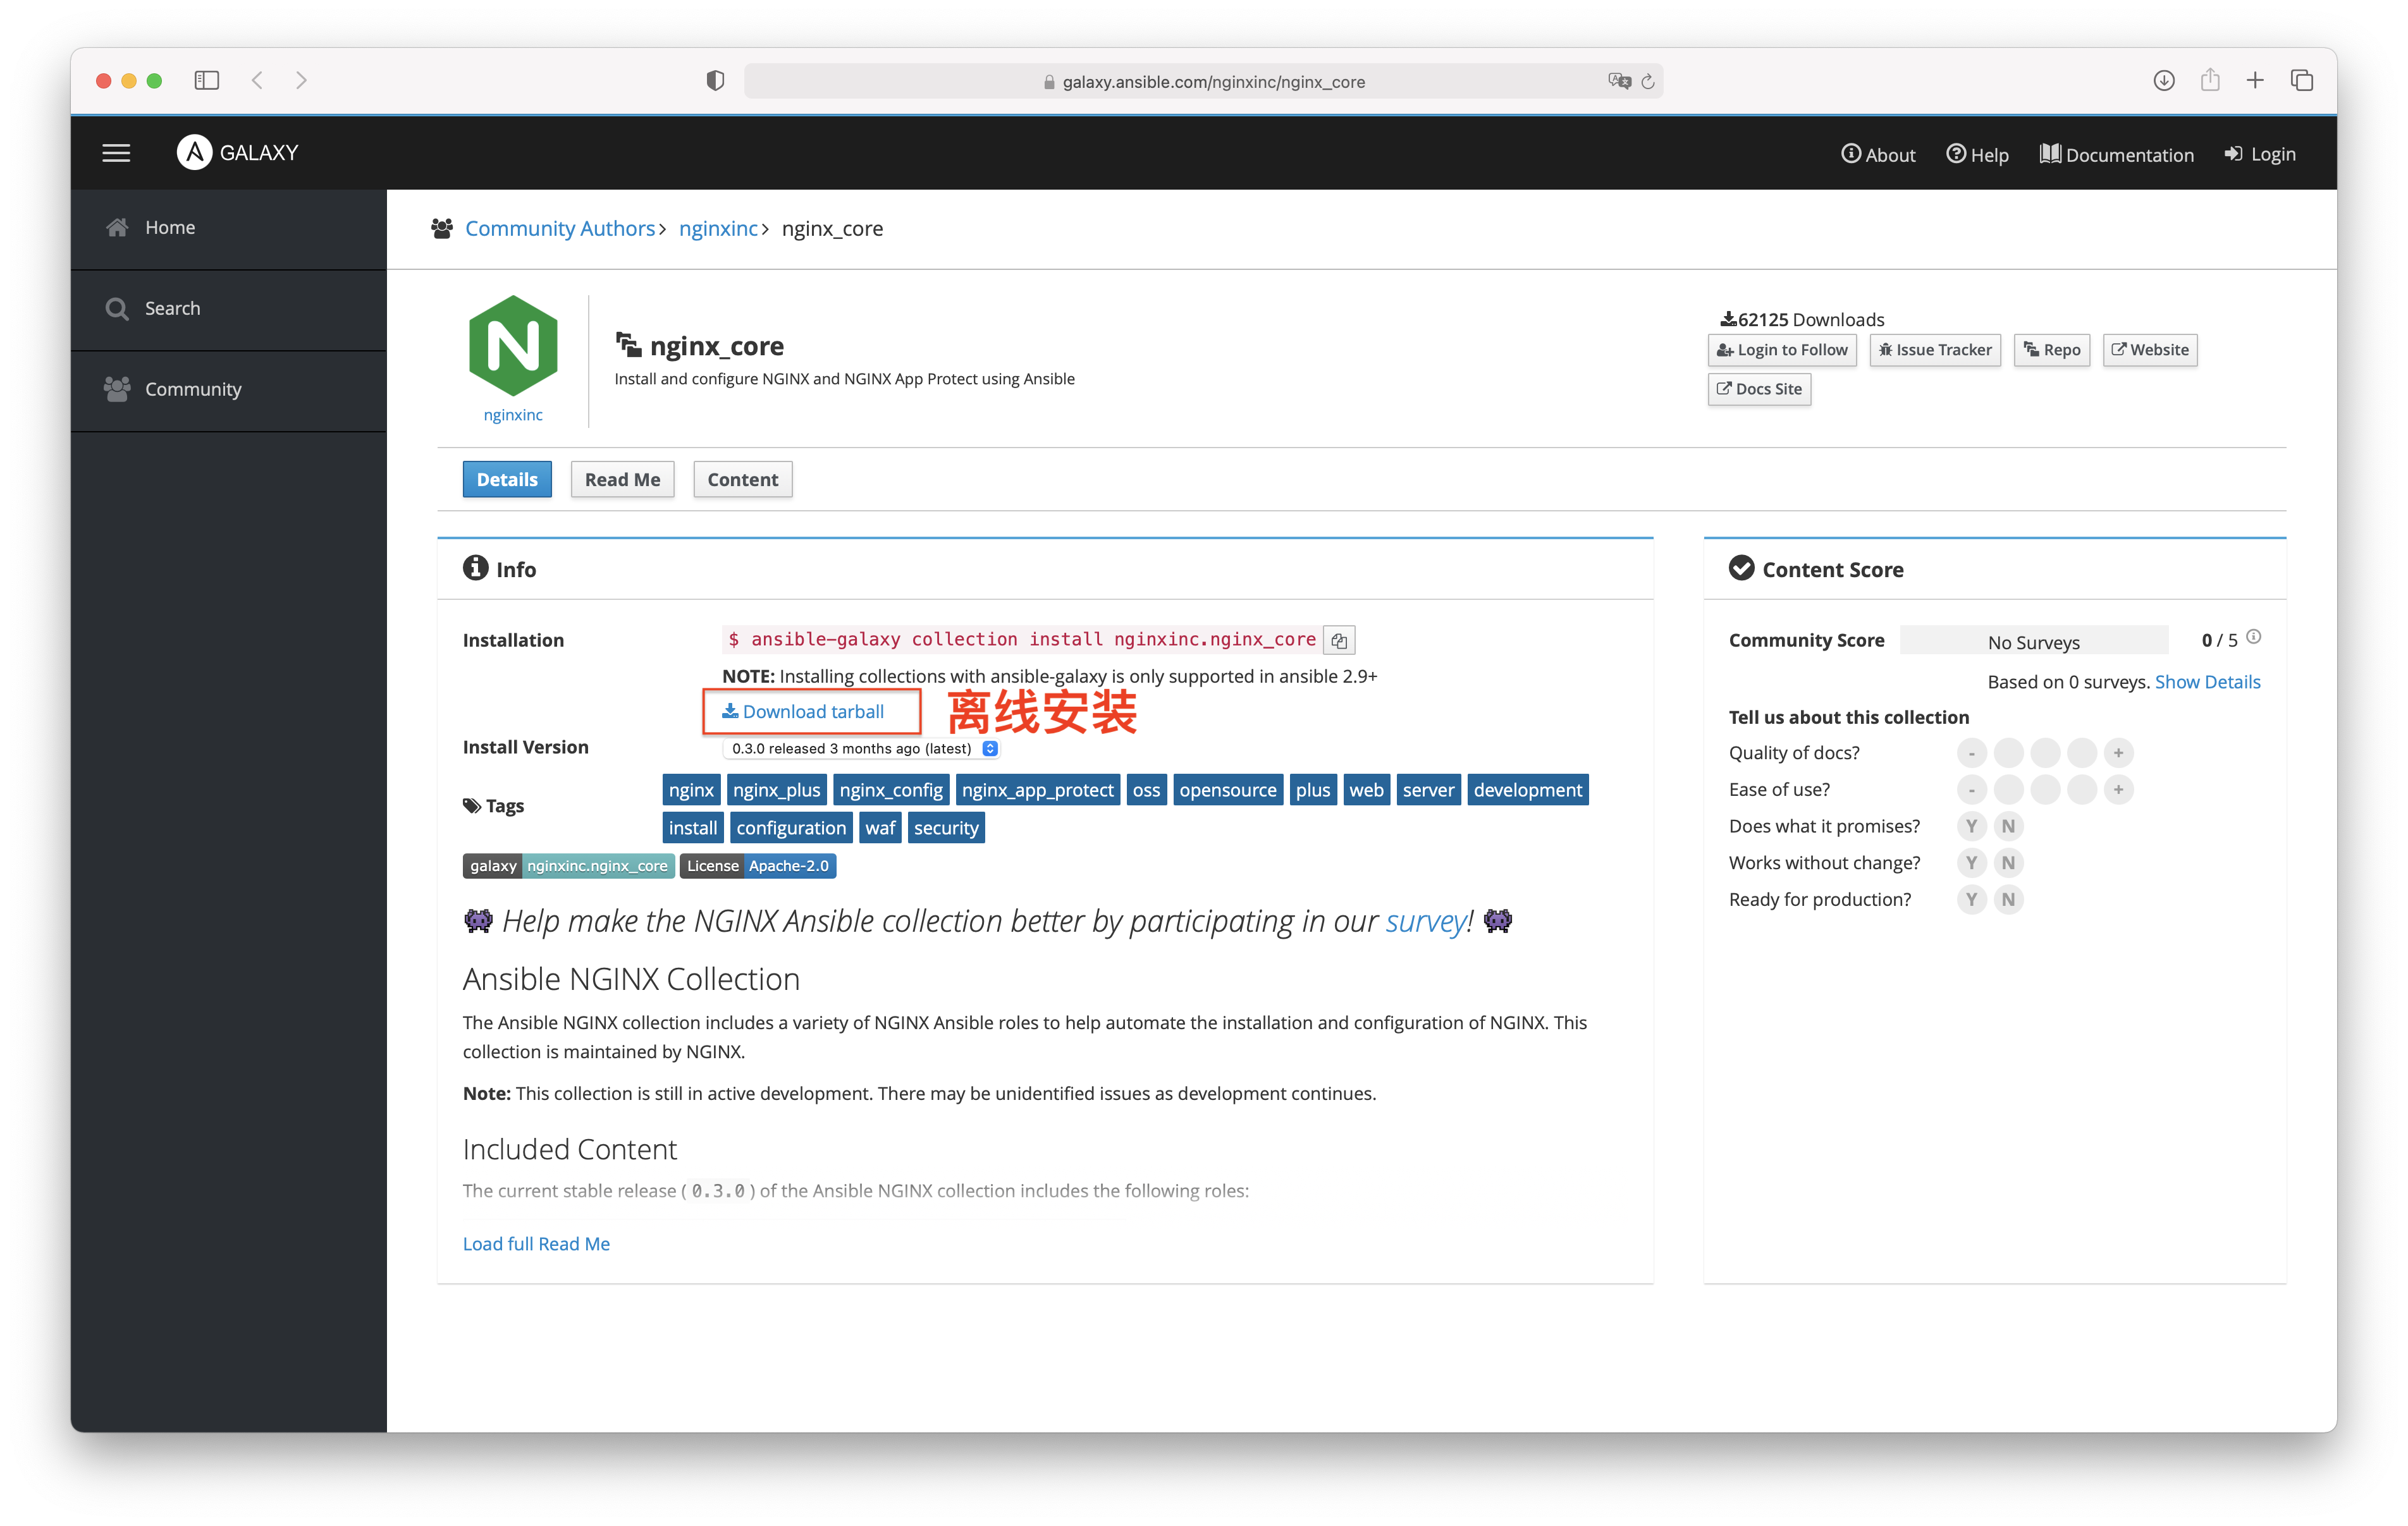 galaxy.ansible.com/nginxinc/nginx_core
GALAXY
About
Help
Documentation
Login
Home
Search
Community
Community Authors> nginxinc> nginx_core
nginxinc
nginx_core
Install and configure NGINX and NGINX App Protect using Ansible
62125 Downloads
Login to Follow
Issue Tracker
Repo
Website
Docs Site
Details
Read Me
Content
Info
Installation
$ ansible-galaxy collection install nginxinc.nginx_core
NOTE: Installing collections with ansible-galaxy is only supported in ansible 2.9+
Download tarball
离线安装
Install Version
0.3.0 released 3 months ago (latest)
Tags
nginx nginx_plus nginx_config nginx_app_protect oss opensource plus web server development
install configuration waf security
galaxy nginxinc.nginx_core License Apache-2.0
Help make the NGINX Ansible collection better by participating in our survey!
Ansible NGINX Collection
The Ansible NGINX collection includes a variety of NGINX Ansible roles to help automate the installation and configuration of NGINX. This
collection is maintained by NGINX.
Note: This collection is still in active development. There may be unidentified issues as development continues.
Included Content
The current stable release (0.3.0) of the Ansible NGINX collection includes the following roles:
Load full Read Me
Content Score
Community Score
No Surveys
0 / 5
Based on 0 surveys. Show Details
Tell us about this collection
Quality of docs? - +
Ease of use? - +
Does what it promises? Y N
Works without change? Y N
Ready for production? Y N